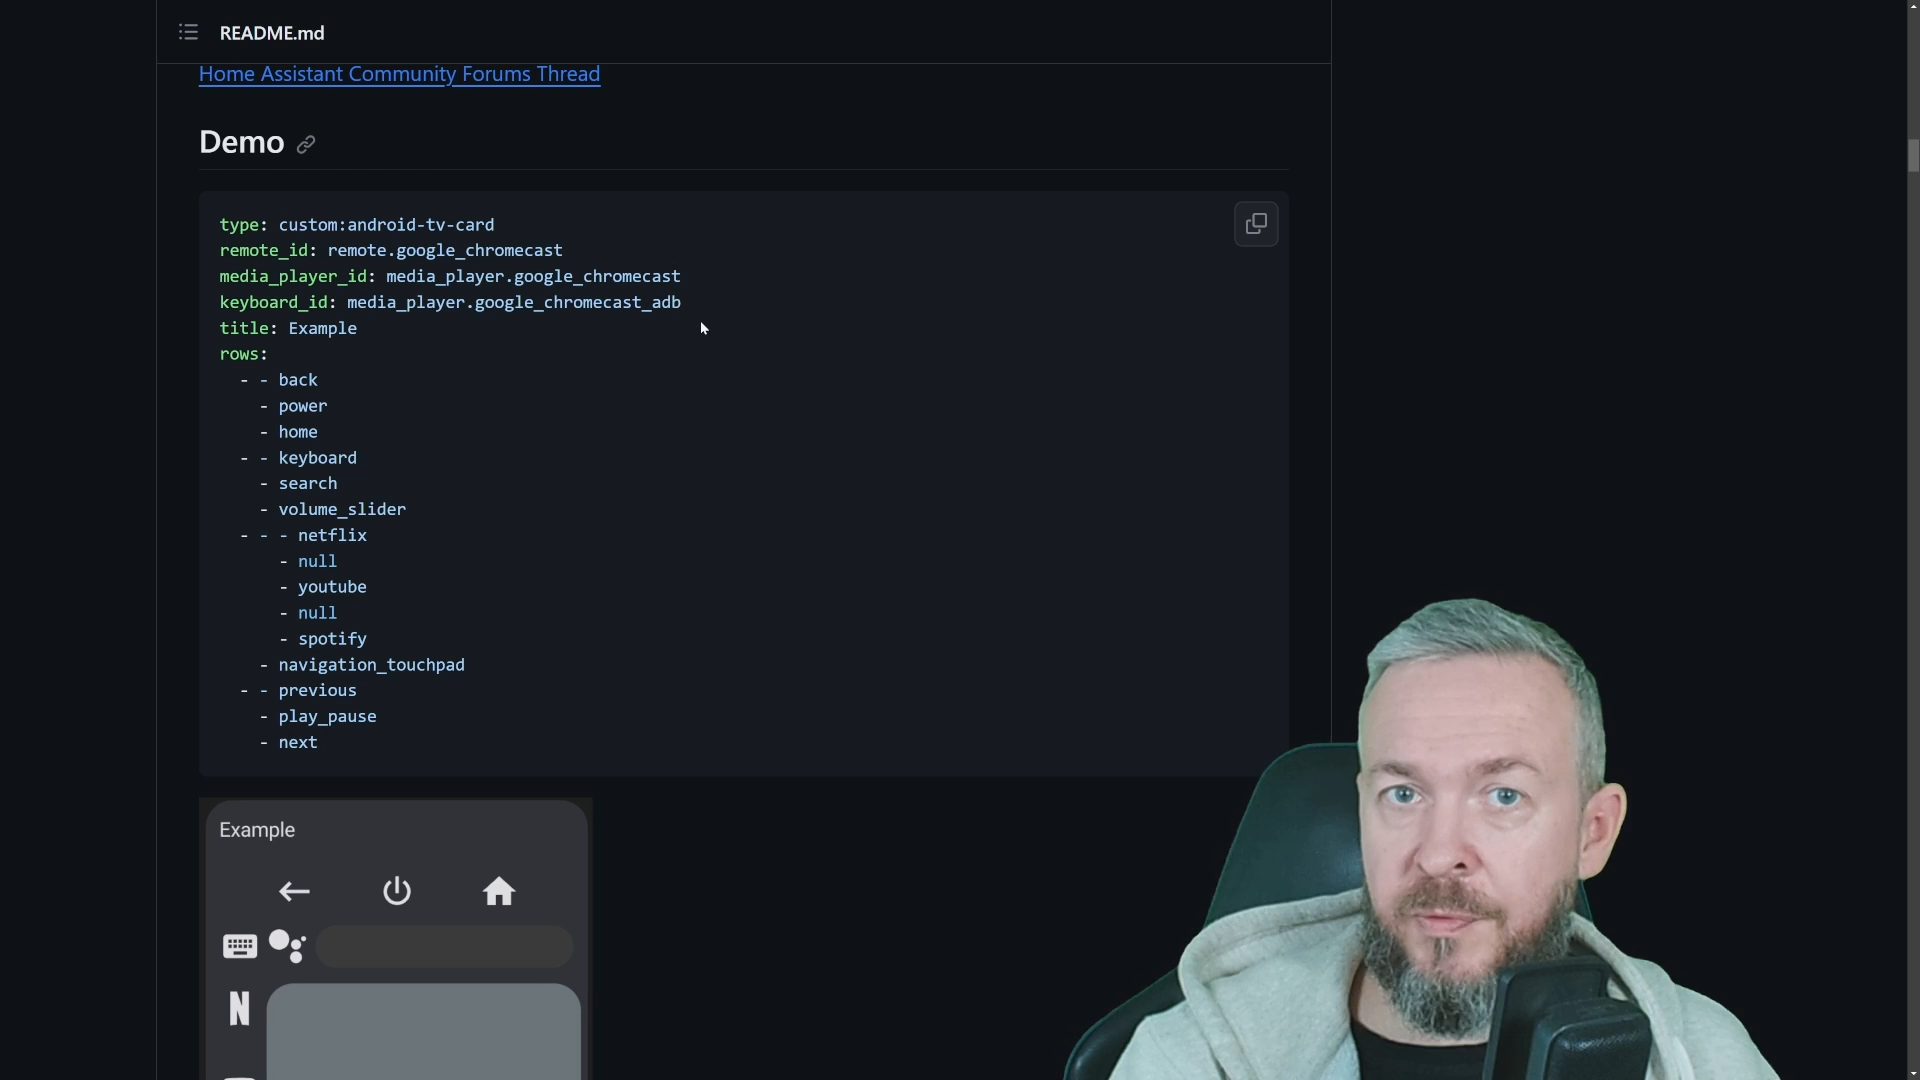 README.md
Home Assistant Community Forums Thread
Demo
type: custom:android-tv-card
remote_id: remote.google_chromecast
media_player_id: media_player.google_chromecast
keyboard_id: media_player.google_chromecast_adb
title: Example
rows:
- - back
- power
- home
- - keyboard
- search
- volume_slider
- - - netflix
- null
- youtube
- null
- spotify
- navigation_touchpad
- - previous
- play_pause
- next
Example
N